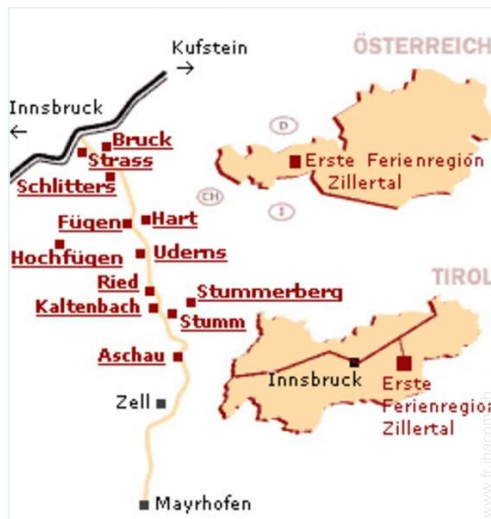 Kufstein
→
ÖSTERREICH
Innsbruck
←
Bruck
Strass
Schlitters
D
Erste Ferienregion
Zillertal
CH
I
Fügen
Hart
Hochfügen
Uderns
Ried
Kaltenbach
Stummerberg
Stumm
Aschau
Zell
Mayrhofen
TIROL
Innsbruck
Erste
Ferienregion
Zillertal